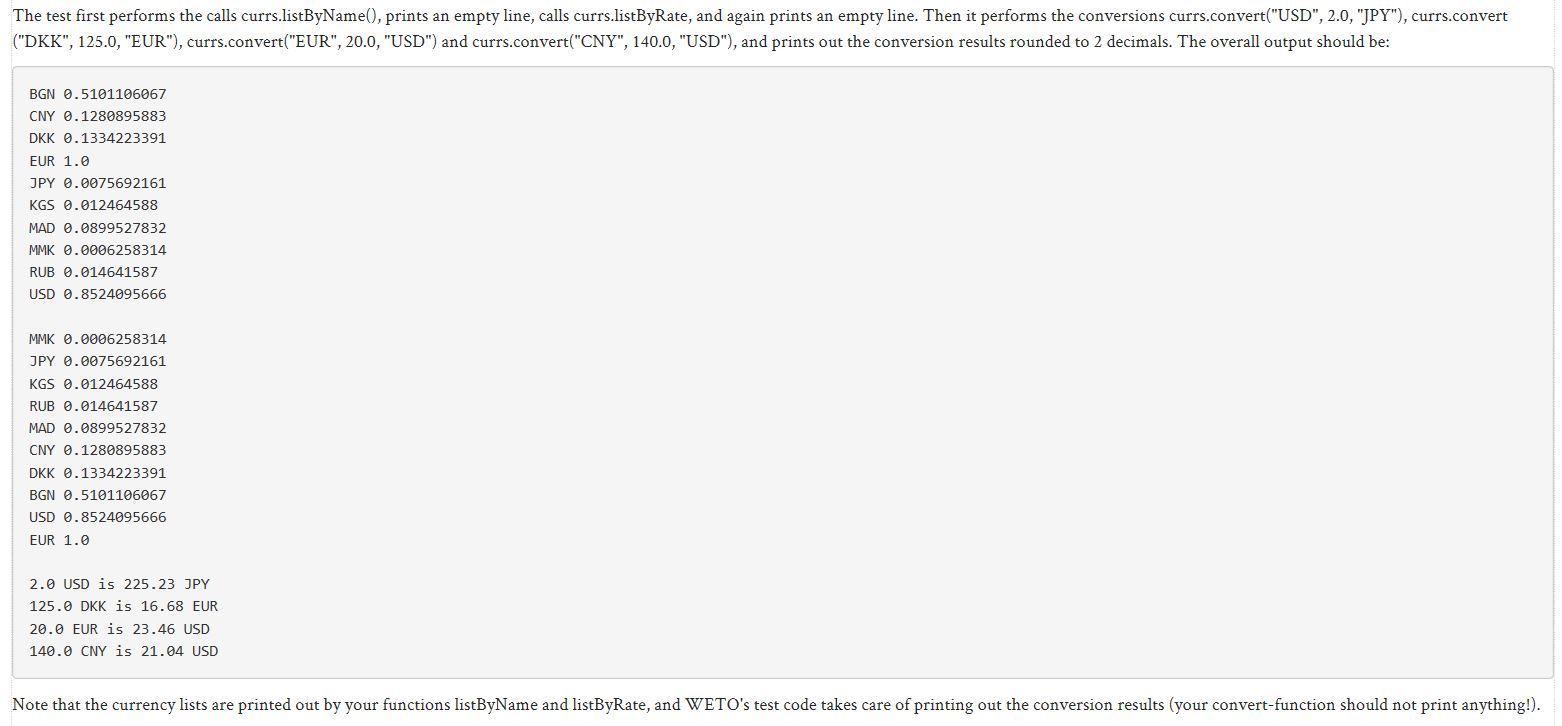 The test first performs the calls currs.listByName(), prints an empty line, calls currs.listByRate, and again prints an empty line. Then it performs the conversions currs.convert("USD", 2.0, "JPY"), currs.convert
("DKK", 125.0, "EUR"), currs.convert("EUR", 20.0, "USD") and currs.convert("CNY", 140.0, "USD"), and prints out the conversion results rounded to 2 decimals. The overall output should be:
BGN 0.5101106067
CNY 0.1280895883
DKK 0.1334223391
EUR 1.0
JPY 0.0075692161
KGS 0.012464588
MAD 0.0899527832
MMK 0.0006258314
RUB 0.014641587
USD 0.8524095666
MMK 0.0006258314
JPY 0.0075692161
KGS 0.012464588
RUB 0.014641587
MAD 0.0899527832
CNY 0.1280895883
DKK 0.1334223391
BGN 0.5101106067
USD 0.8524095666
EUR 1.0
2.0 USD is 225.23 JPY
125.0 DKK is 16.68 EUR
20.0 EUR is 23.46 USD
140.0 CNY is 21.04 USD
Note that the currency lists are printed out by your functions listByName and listByRate, and WETO's test code takes care of printing out the conversion results (your convert-function should not print anything!).